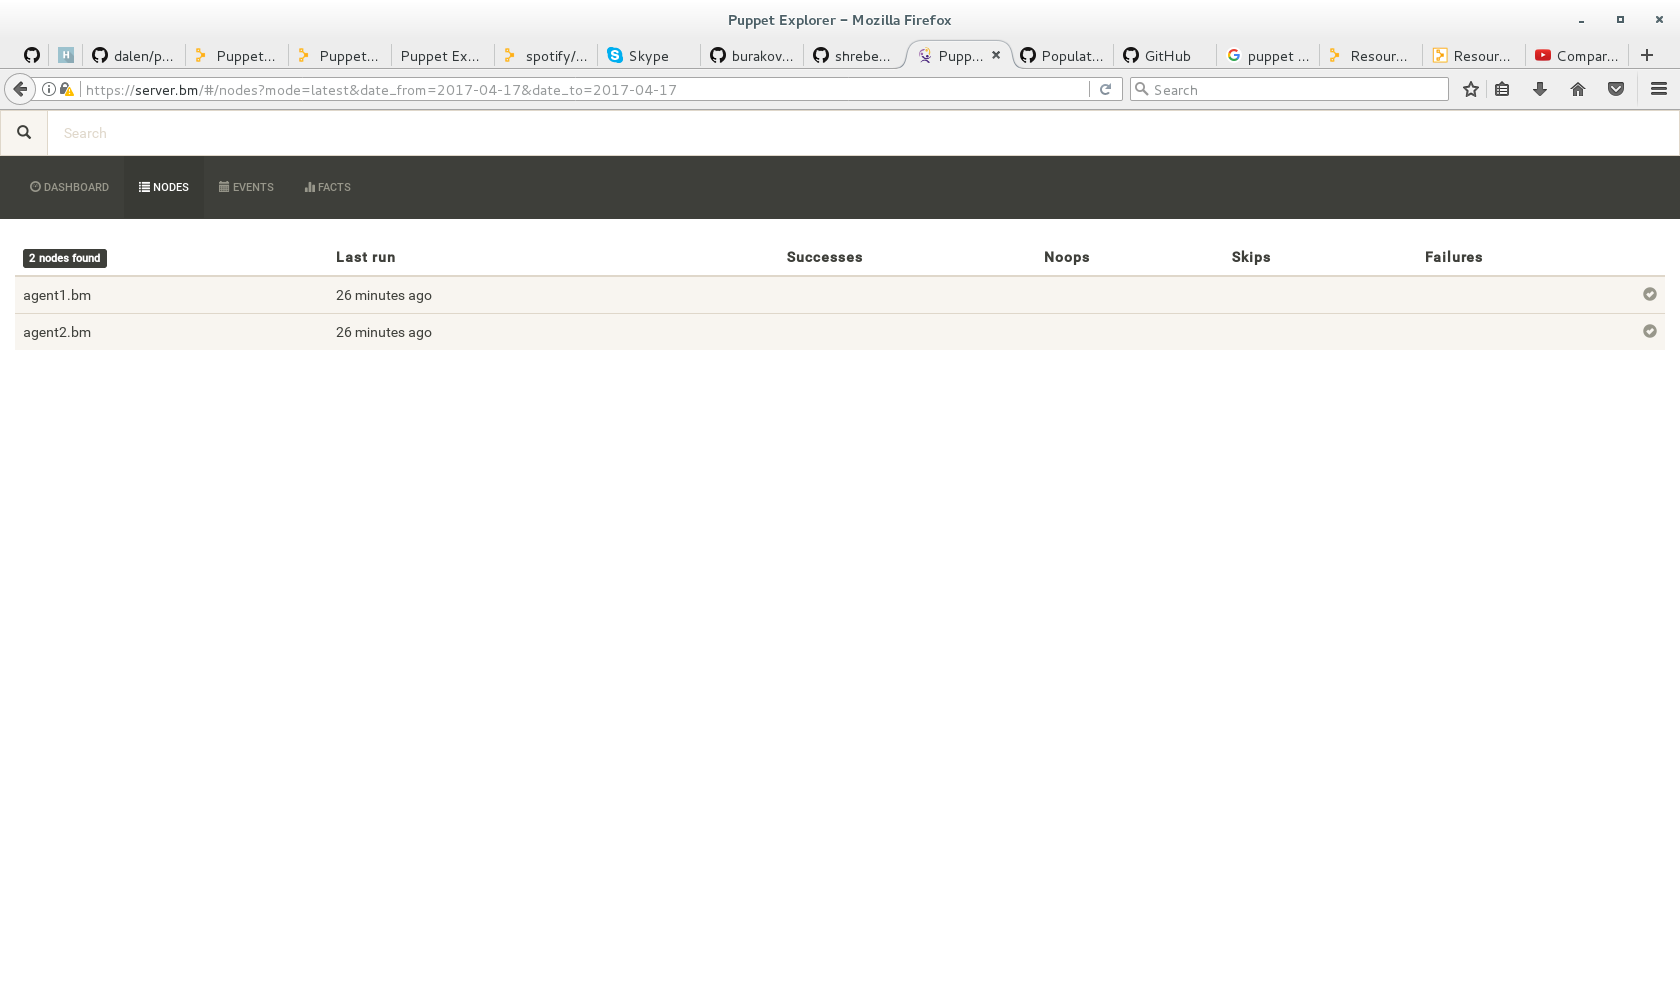 Puppet Explorer – Mozilla Firefox
dalen/p... Puppet... Puppet... Puppet Ex... spotify/... Skype burakov... shrebe... Pupp... Populat... GitHub puppet ... Resour... Resour... Compar...
https://server.bm/#/nodes?mode=latest&date_from=2017-04-17&date_to=2017-04-17 Search
Search
DASHBOARD NODES EVENTS FACTS
2 nodes found Last run Successes Noops Skips Failures
agent1.bm 26 minutes ago
agent2.bm 26 minutes ago